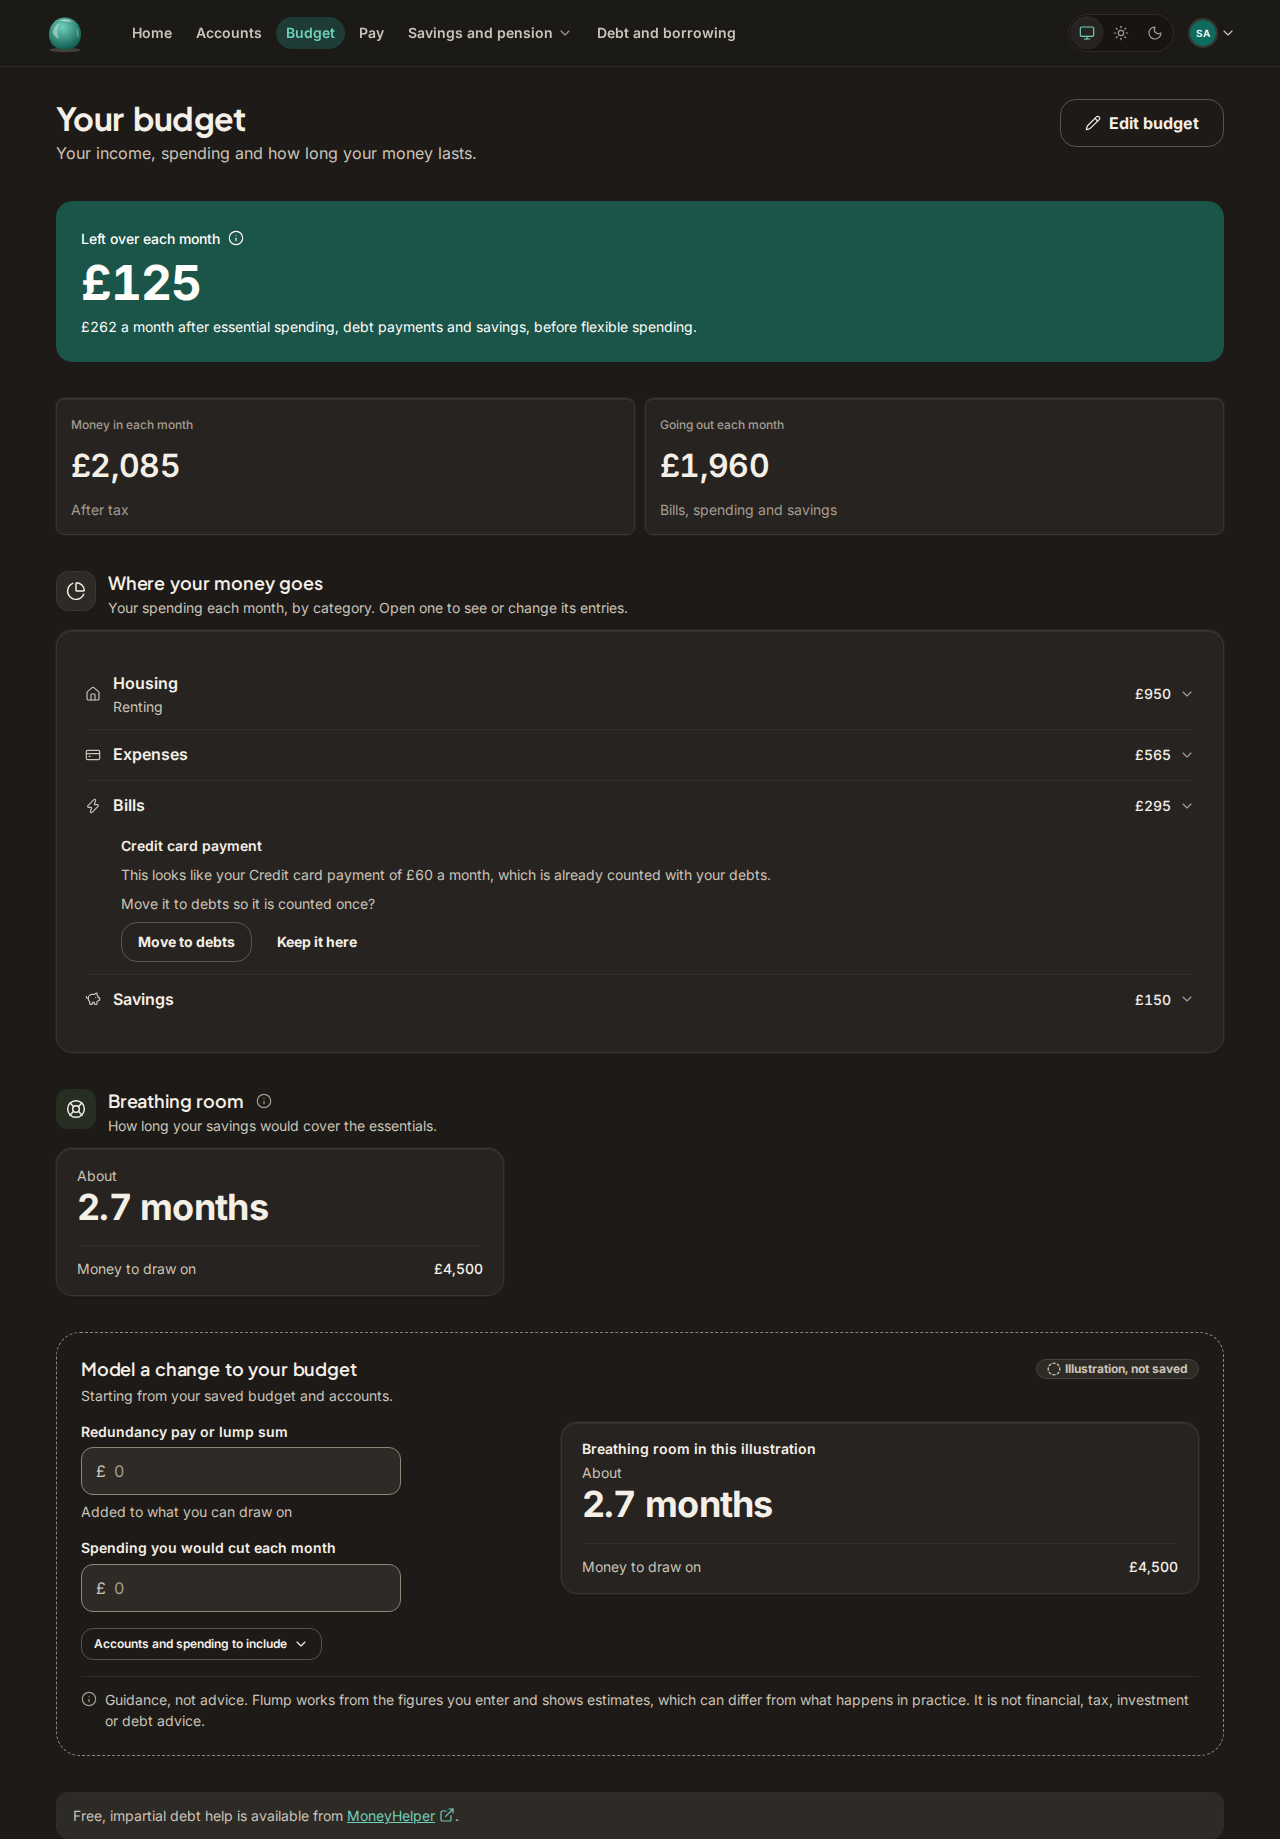 Home
Accounts
Budget
Pay
Savings and pension
Debt and borrowing
SA
Your budget
Edit budget
Your income, spending and how long your money lasts.
Left over each month
£125
£262 a month after essential spending, debt payments and savings, before flexible spending.
Money in each month
£2,085
After tax
Going out each month
£1,960
Bills, spending and savings
Where your money goes
Your spending each month, by category. Open one to see or change its entries.
Housing
Renting
£950
Expenses
£565
Bills
£295
Credit card payment
This looks like your Credit card payment of £60 a month, which is already counted with your debts.
Move it to debts so it is counted once?
Move to debts
Keep it here
Savings
£150
Breathing room
How long your savings would cover the essentials.
About
2.7 months
Money to draw on
£4,500
Model a change to your budget
Illustration, not saved
Starting from your saved budget and accounts.
Redundancy pay or lump sum
£ 0
Added to what you can draw on
Spending you would cut each month
£ 0
Accounts and spending to include
Breathing room in this illustration
About
2.7 months
Money to draw on
£4,500
Guidance, not advice. Flump works from the figures you enter and shows estimates, which can differ from what happens in practice. It is not financial, tax, investment
or debt advice.
Free, impartial debt help is available from MoneyHelper.